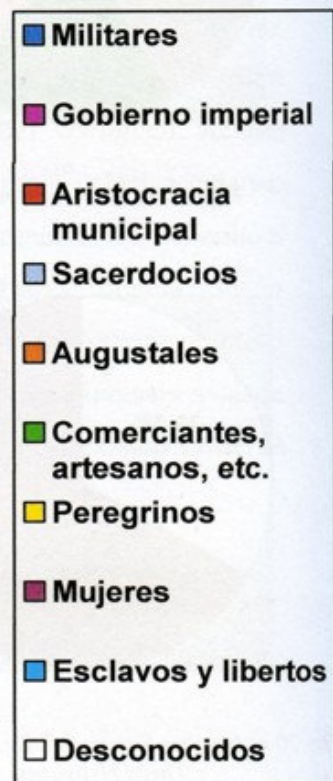 Militares
Gobierno imperial
Aristocracia
municipal
Sacerdocios
Augustales
Comerciantes,
artesanos, etc.
Peregrinos
Mujeres
Esclavos y libertos
Desconocidos